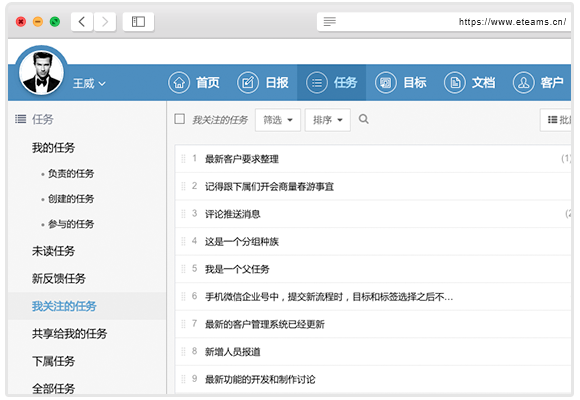 https://www.eteams.cn/
王威
首页
日报
任务
目标
文档
客户
任务
我的任务
负责的任务
创建的任务
参与的任务
未读任务
新反馈任务
我关注的任务
共享给我的任务
下属任务
全部任务
我关注的任务 筛选 排序
1 最新客户要求整理
2 记得跟下属们开会商量春游事宜
3 评论推送消息
4 这是一个分组种族
5 我是一个父任务
6 手机微信企业号中，提交新流程时，目标和标签选择之后不…
7 最新的客户管理系统已经更新
8 新增人员报道
9 最新功能的开发和制作讨论